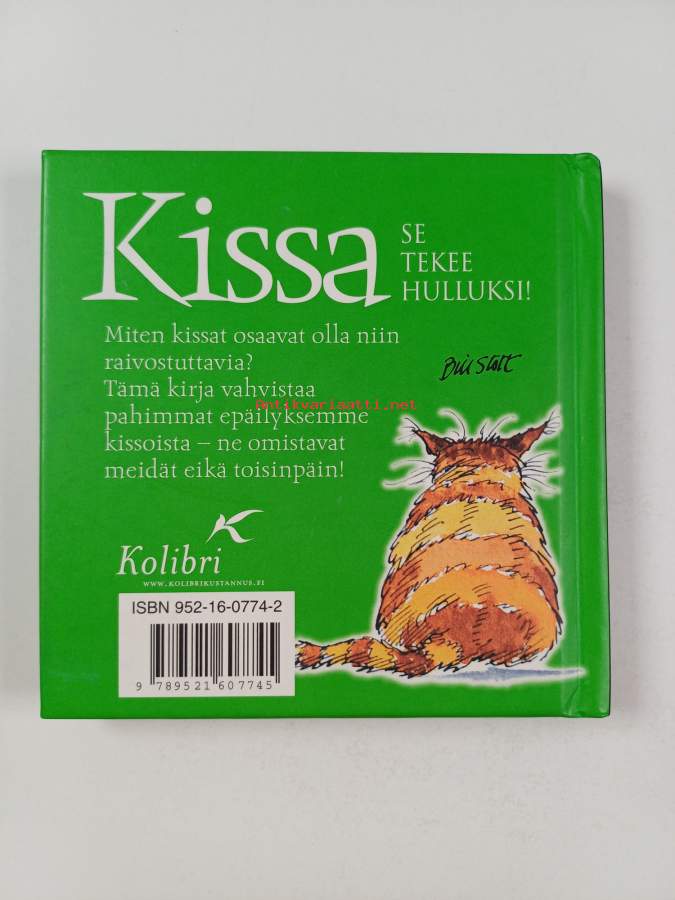 Kissa
SE
TEKEE
HULLUKSI!
Miten kissat osaavat olla niin
raivostuttavia?
Tämä kirja vahvistaa
pahimmat epäilyksemme
kissoista – ne omistavat
meidät eikä toisinpäin!
Bill Stott
Antikvariaatti.net
Kolibri
WWW.KOLIBRIKUSTANNUS.FI
ISBN 952-16-0774-2
9 789521 607745